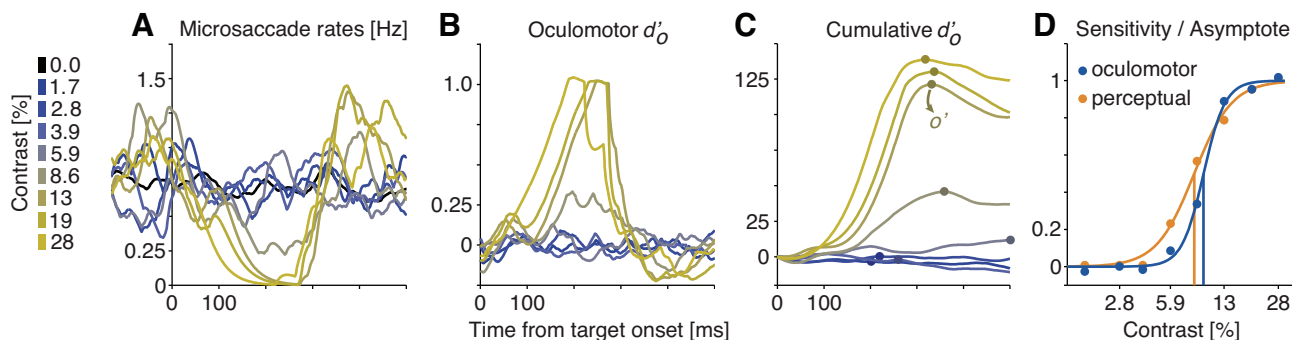 A Microsaccade rates [Hz]
B Oculomotor d'o
C Cumulative d'o
D Sensitivity / Asymptote
Contrast [%]
0.0
1.7
2.8
3.9
5.9
8.6
13
19
28
1.5
0.25
0
0 100
1.0
0.25
0
0 100
125
25
0
0 100
o'
1
0.2
0
oculomotor
perceptual
2.8 5.9 13 28
Time from target onset [ms]
Contrast [%]